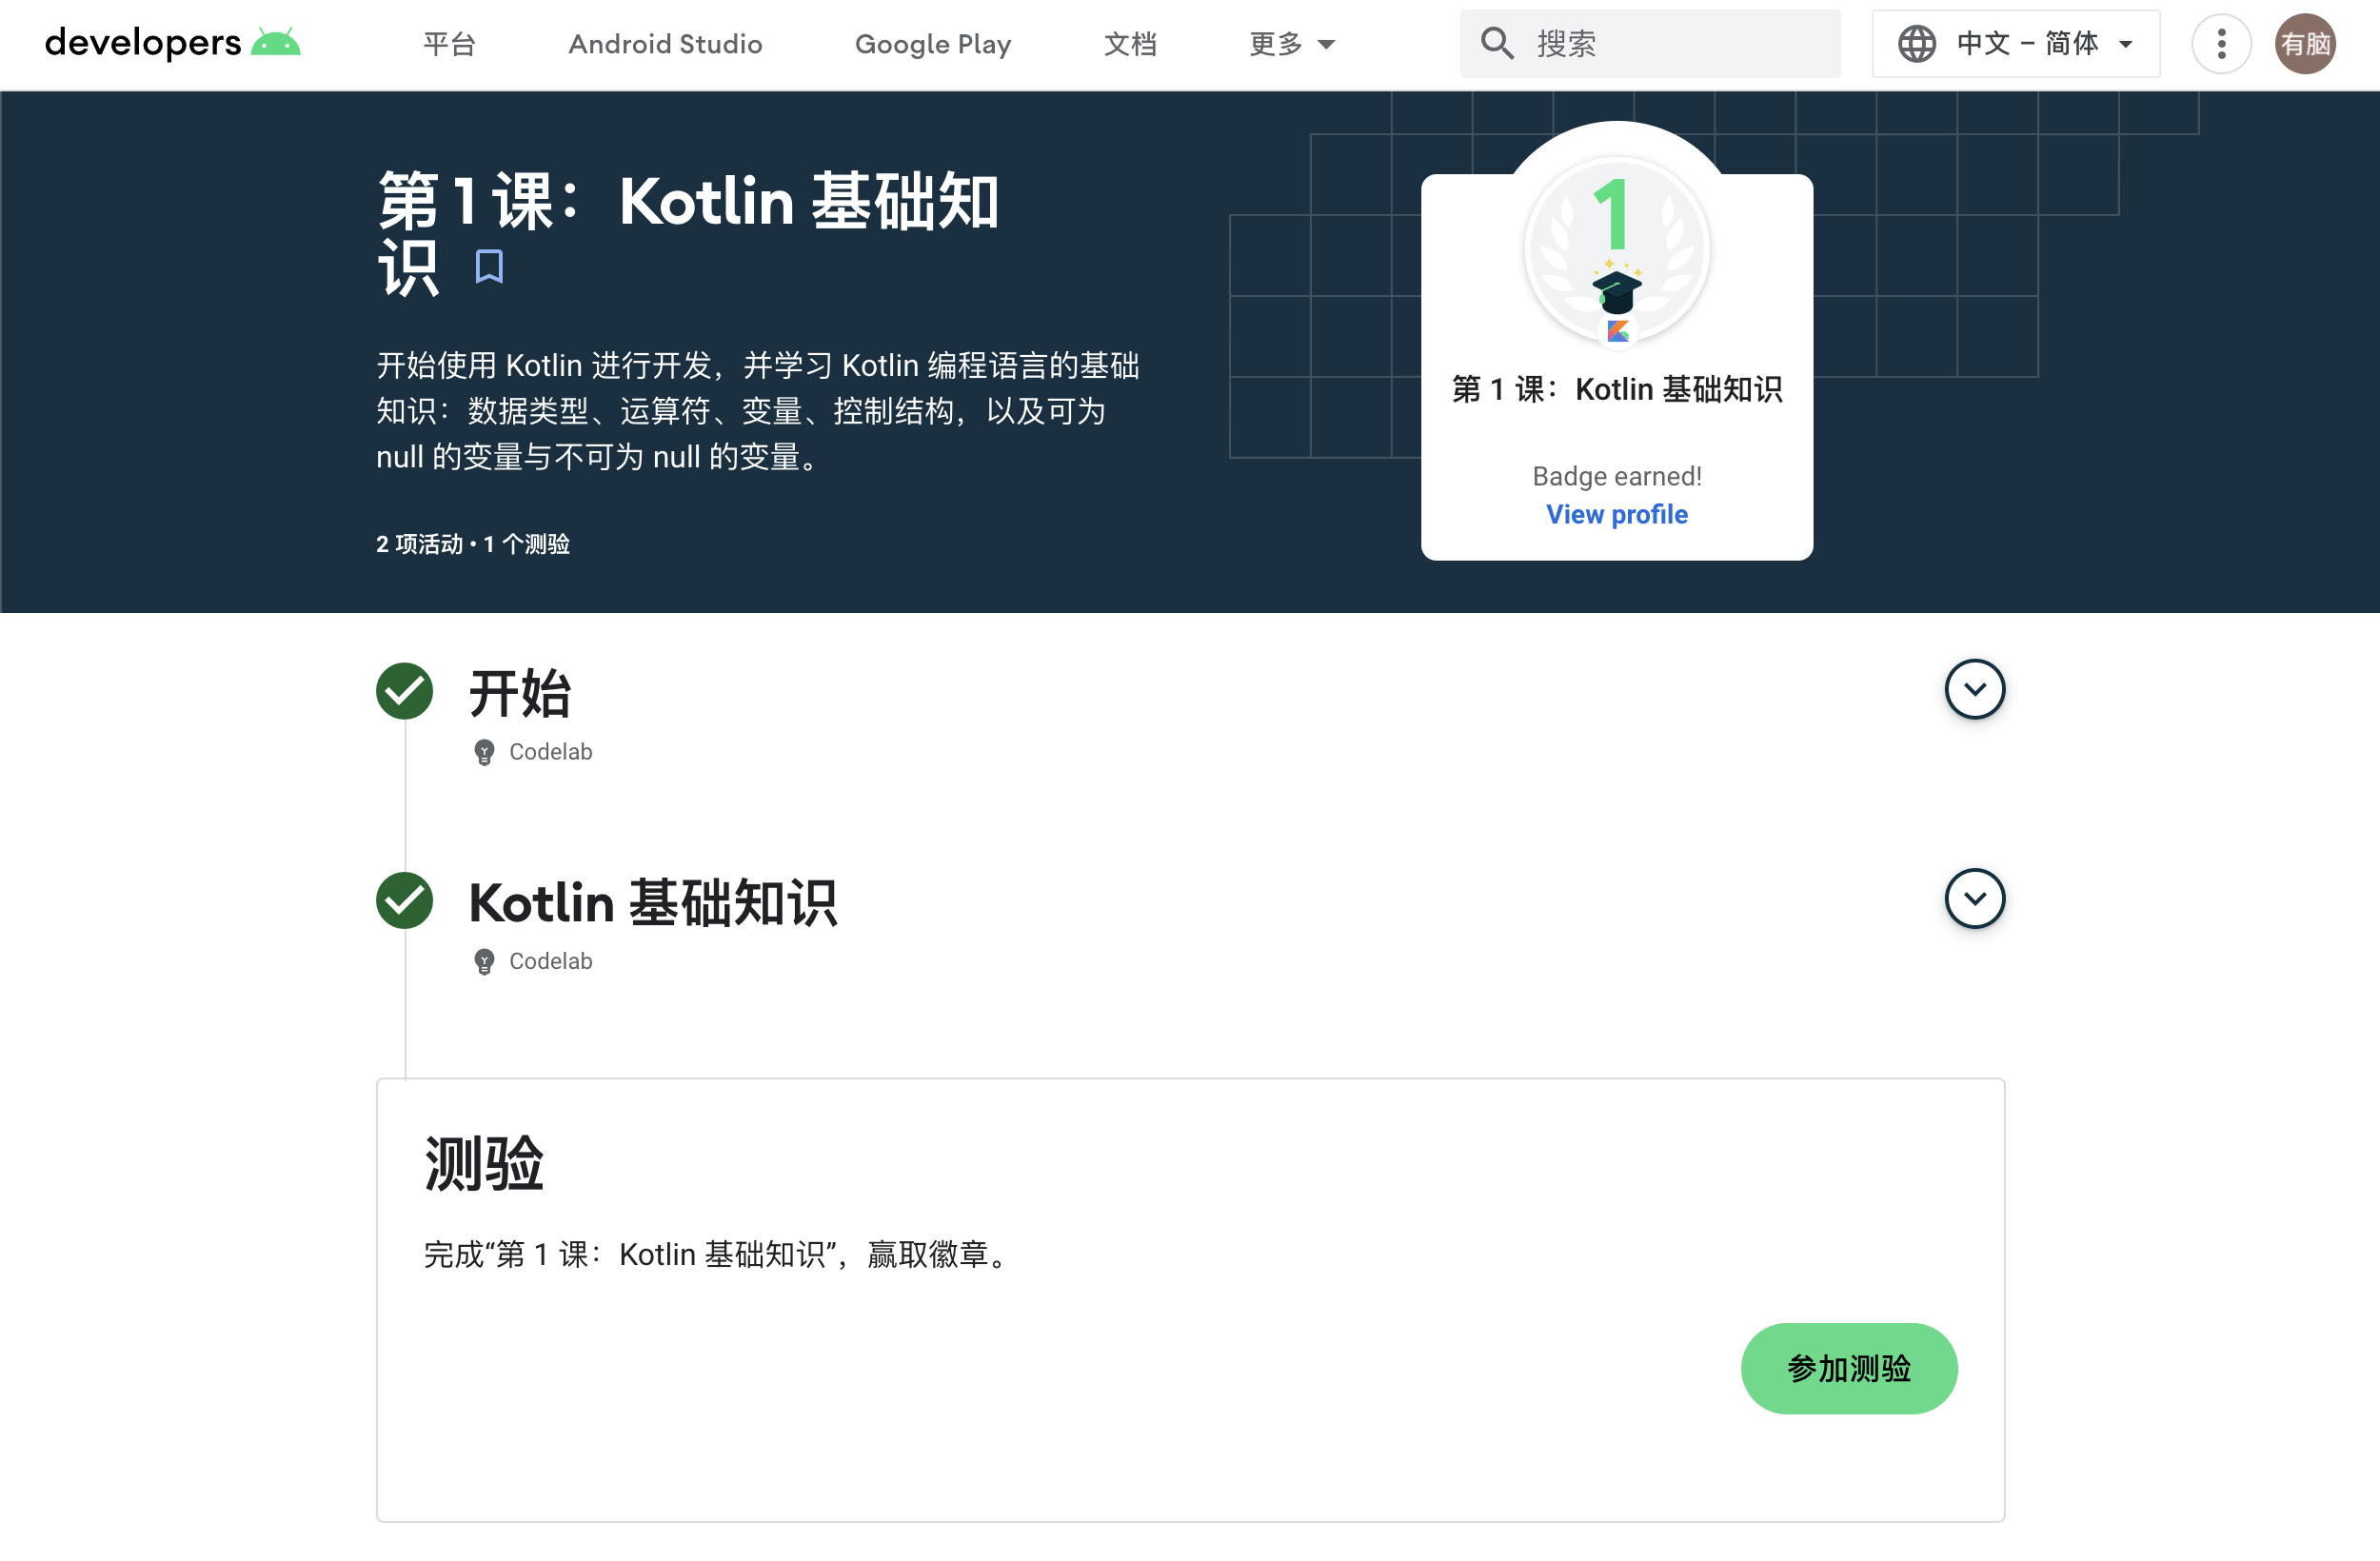 developers
平台
Android Studio
Google Play
文档
更多
搜索
中文 – 简体
有脑
第 1 课：Kotlin 基础知
识
开始使用 Kotlin 进行开发，并学习 Kotlin 编程语言的基础
知识：数据类型、运算符、变量、控制结构，以及可为
null 的变量与不可为 null 的变量。
2 项活动 • 1 个测验
1
第 1 课：Kotlin 基础知识
Badge earned!
View profile
开始
Codelab
Kotlin 基础知识
Codelab
测验
完成“第 1 课：Kotlin 基础知识”，赢取徽章。
参加测验